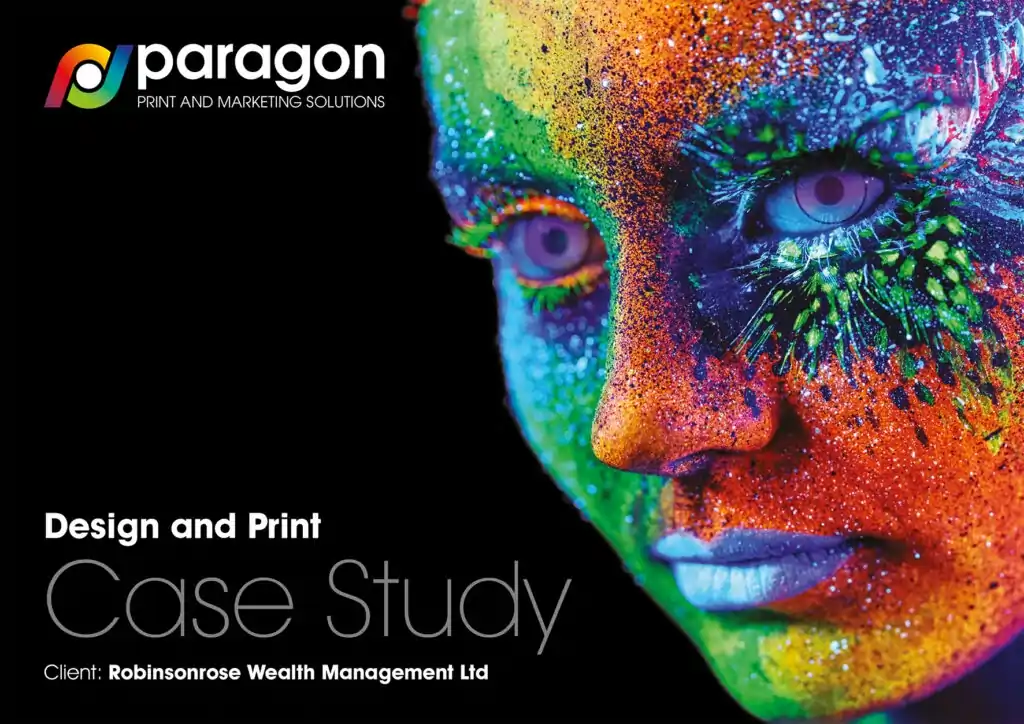 paragon
PRINT AND MARKETING SOLUTIONS
Design and Print
Case Study
Client: Robinsonrose Wealth Management Ltd